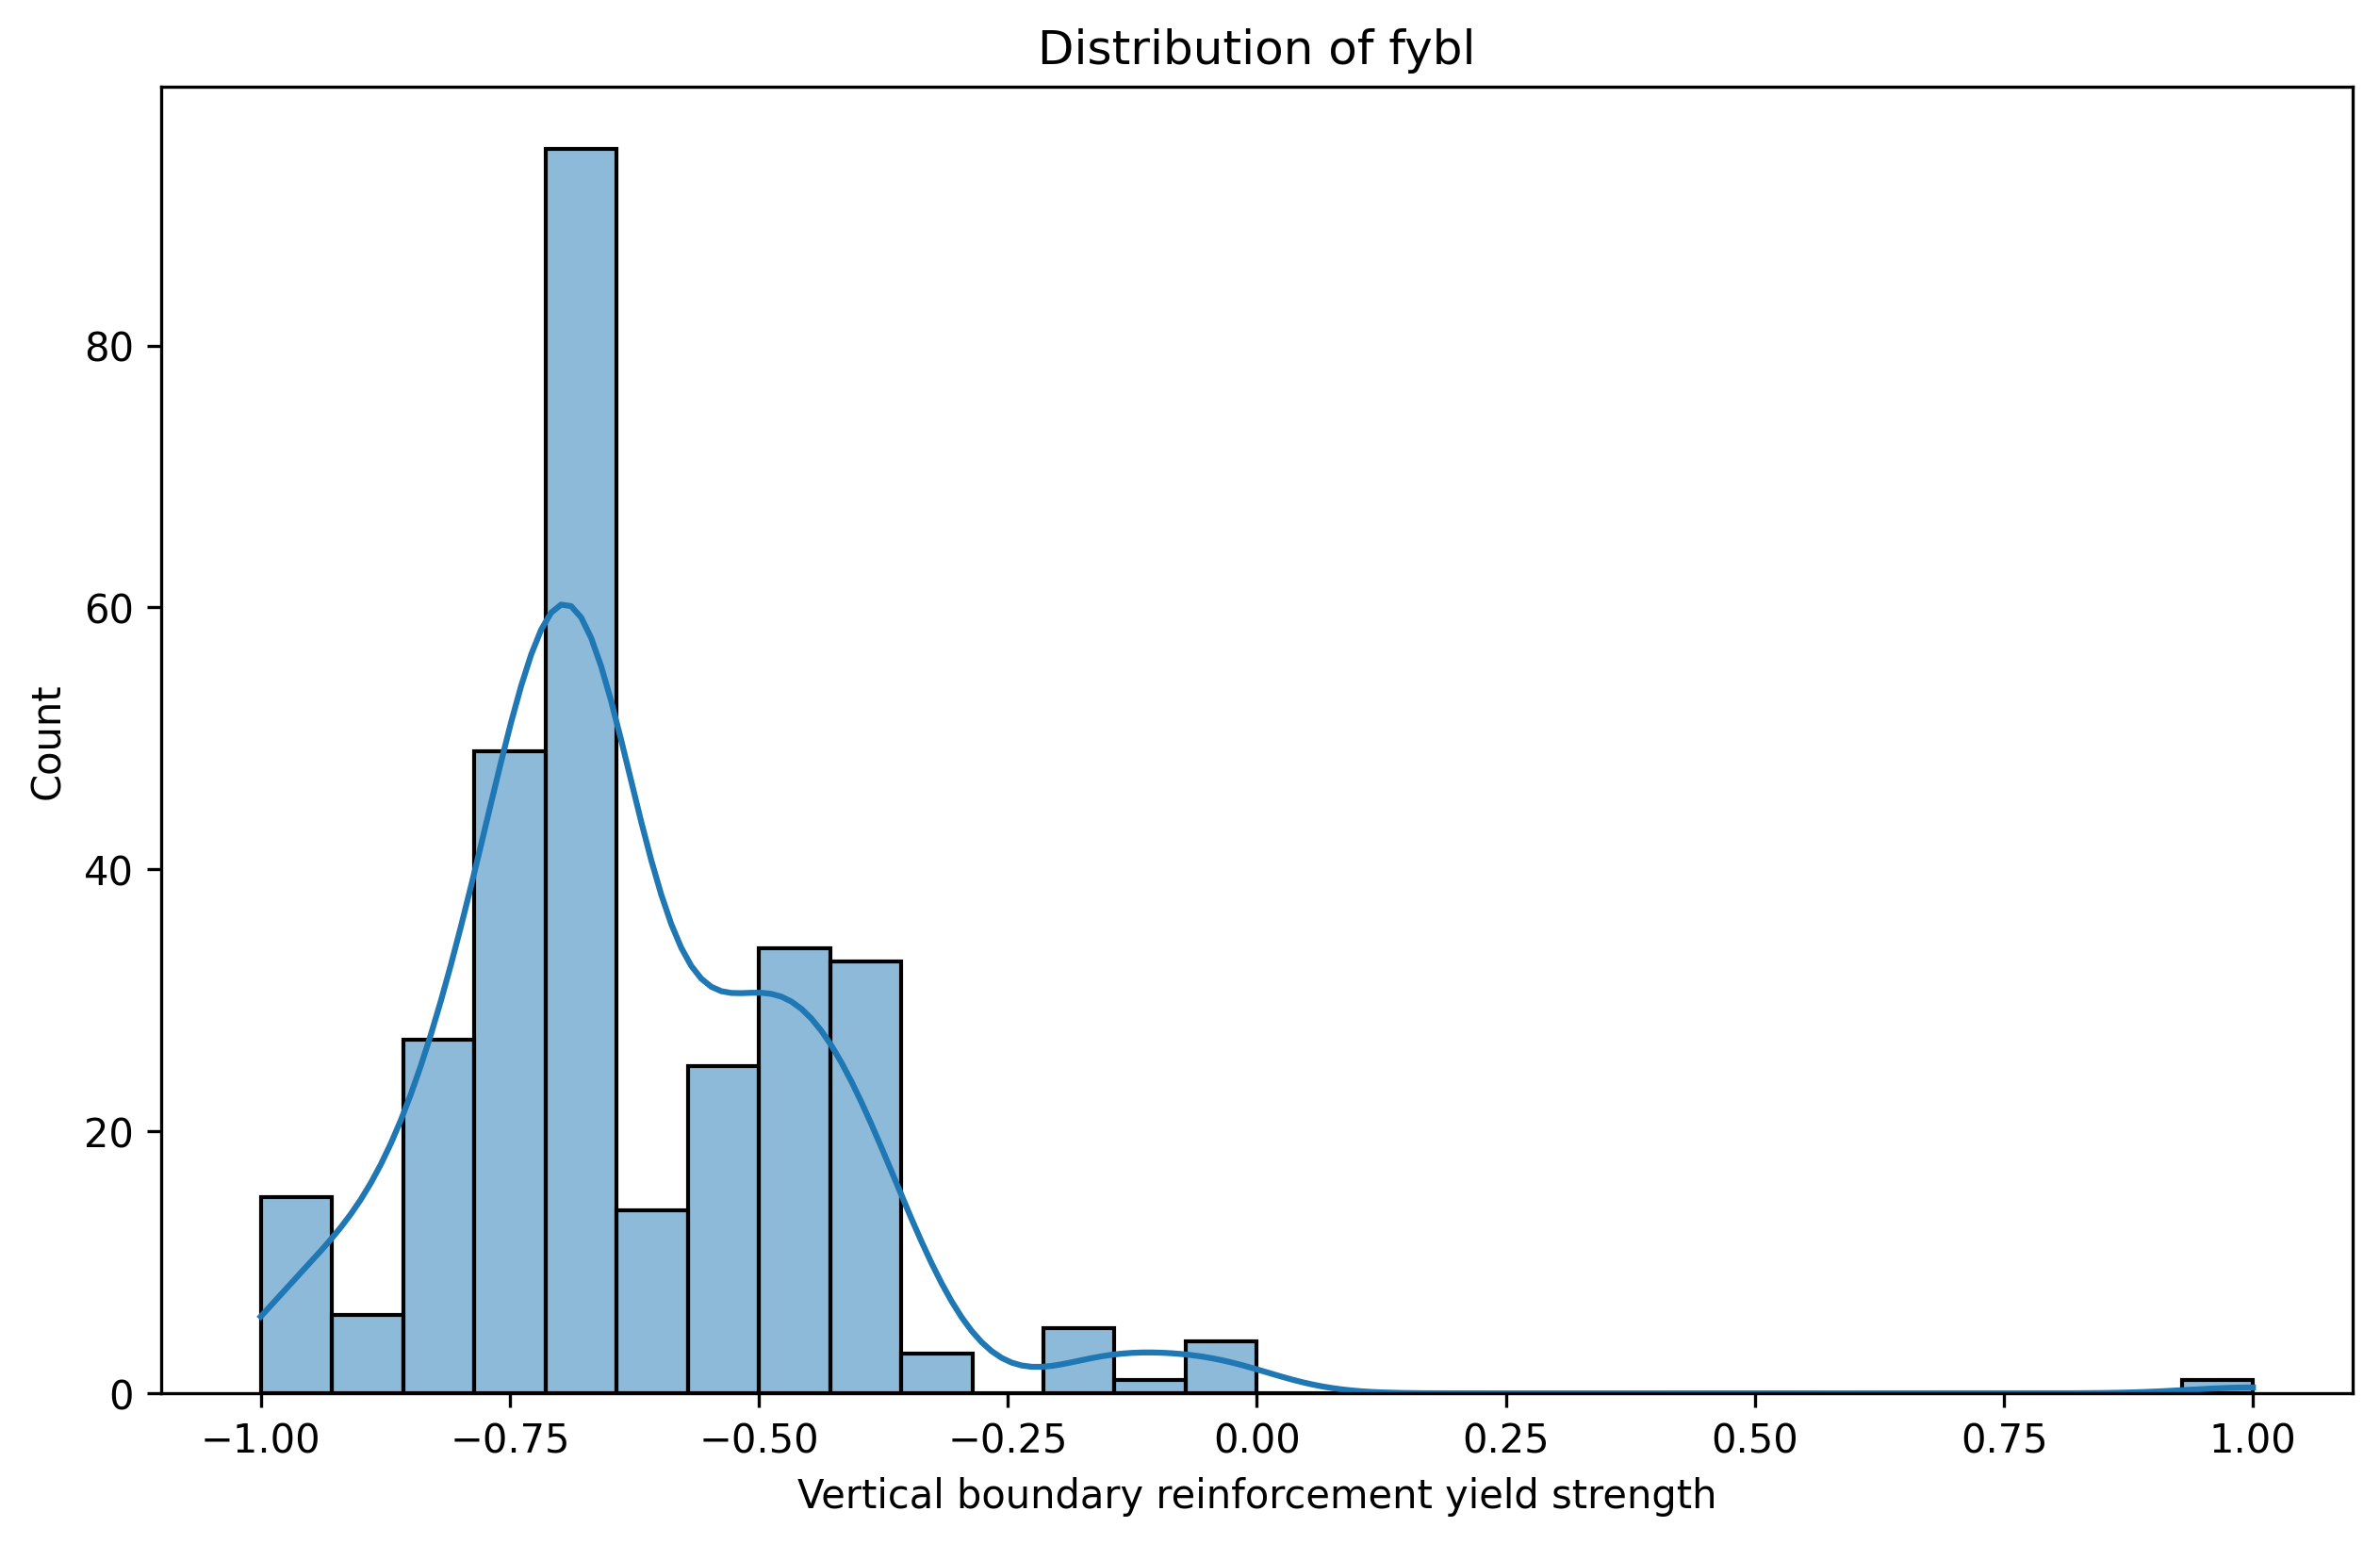 Distribution of fybl
Count
80
60
40
20
0
−1.00 −0.75 −0.50 −0.25 0.00 0.25 0.50 0.75 1.00
Vertical boundary reinforcement yield strength